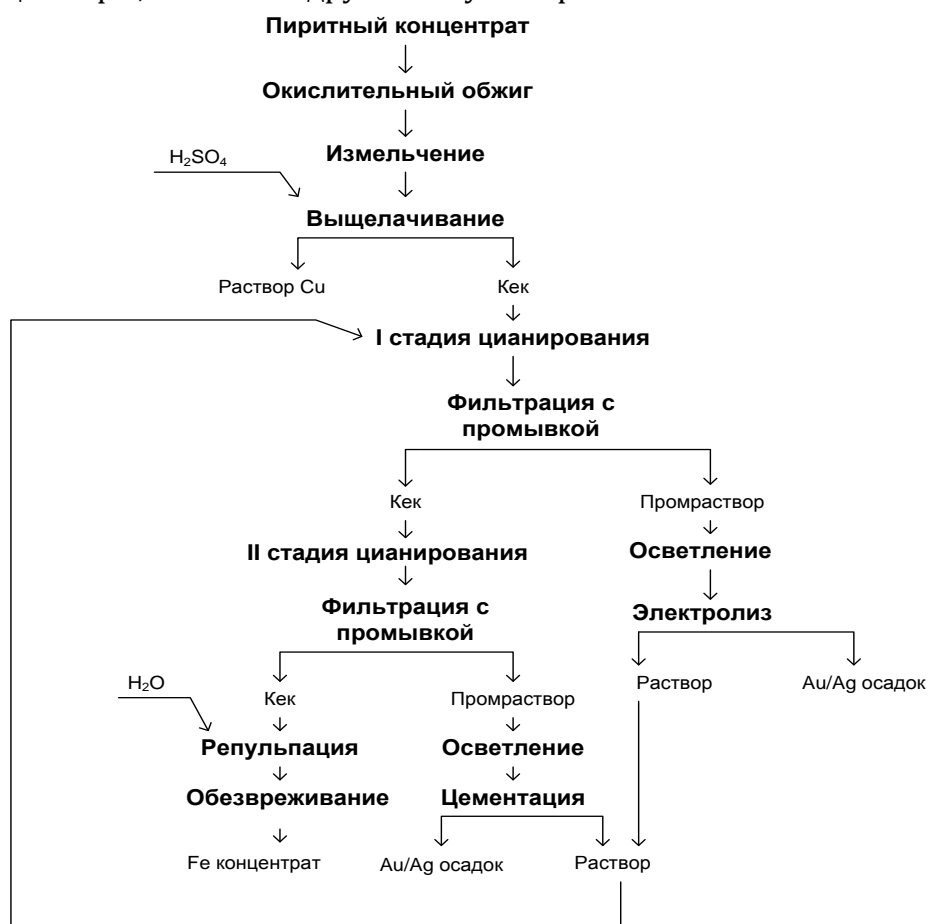 Пиритный концентрат
Окислительный обжиг
Измельчение
H₂SO₄
Выщелачивание
Раствор Cu
Кек
I стадия цианирования
Фильтрация с
промывкой
Кек
Промраствор
II стадия цианирования
Осветление
Фильтрация с
промывкой
Электролиз
H₂O
Кек
Промраствор
Раствор
Au/Ag осадок
Репульпация
Осветление
Обезвреживание
Цементация
Fe концентрат
Au/Ag осадок
Раствор